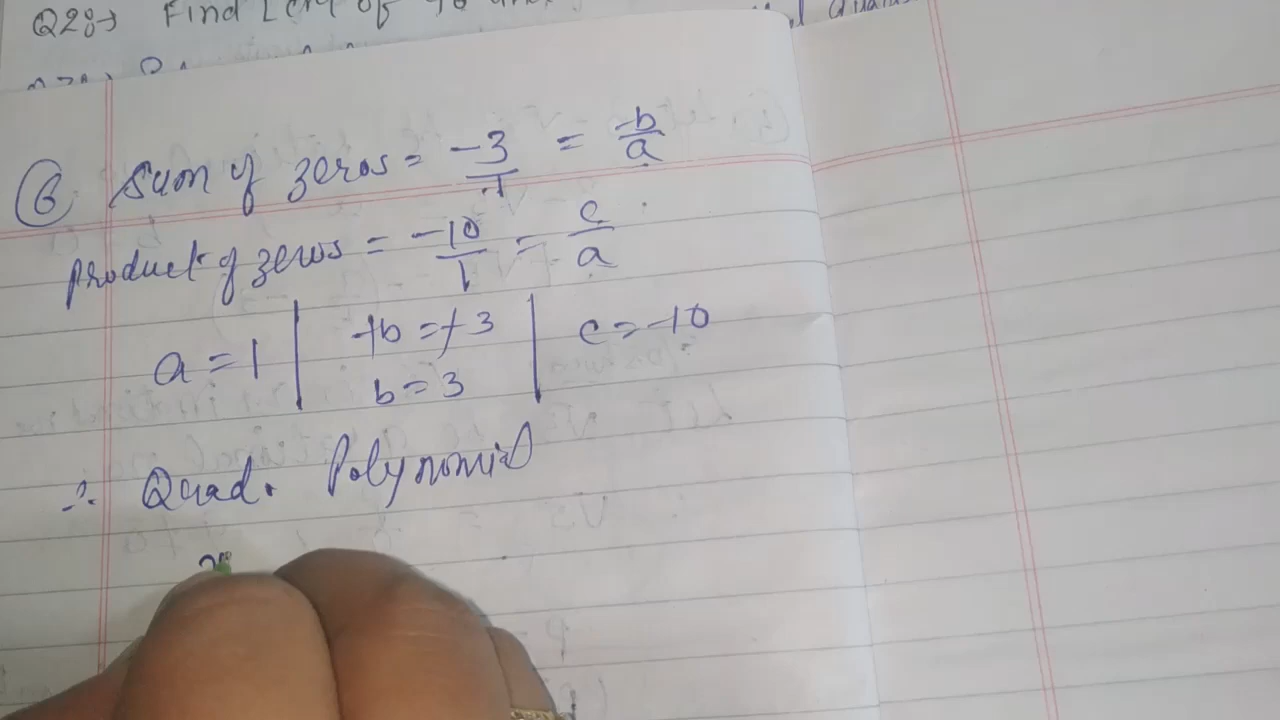 Q28 → Find LCM of
⑥ Sum of zeros = -3/1 = -b/a
product of zeros = -10/1 = c/a
a = 1 | +b = +3 | c = -10
b = 3
∴ Quad. Polynomial